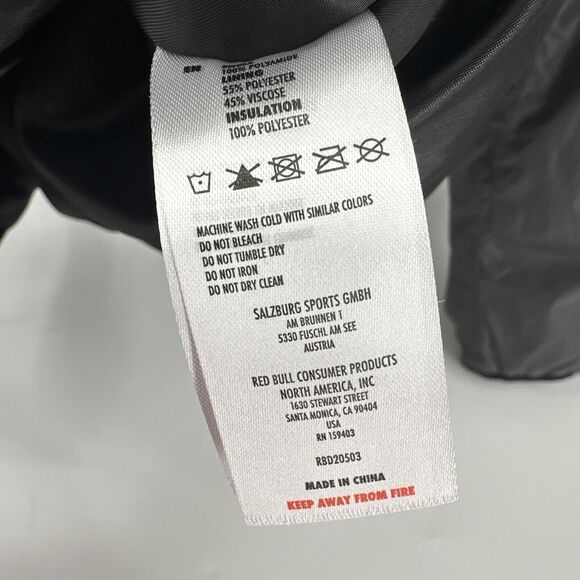 EN
100% POLYAMIDE
LINING
55% POLYESTER
45% VISCOSE
INSULATION
100% POLYESTER
MACHINE WASH COLD WITH SIMILAR COLORS
DO NOT BLEACH
DO NOT TUMBLE DRY
DO NOT IRON
DO NOT DRY CLEAN
SALZBURG SPORTS GMBH
AM BRUNNEN 1
5330 FUSCHL AM SEE
AUSTRIA
RED BULL CONSUMER PRODUCTS
NORTH AMERICA, INC
1630 STEWART STREET
SANTA MONICA, CA 90404
USA
RN 159403
RBD20503
MADE IN CHINA
KEEP AWAY FROM FIRE